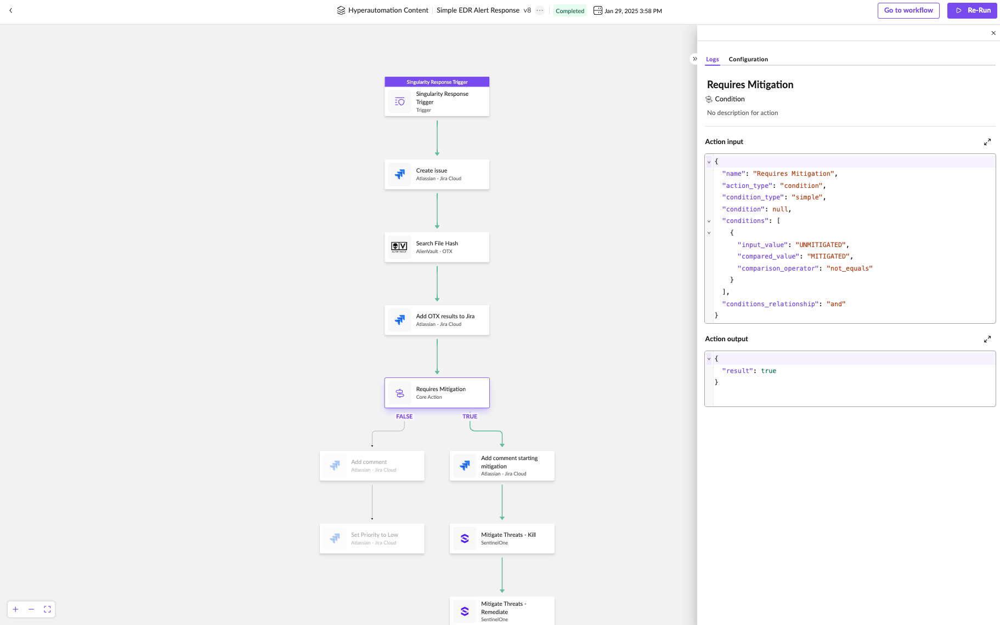 Hyperautomation Content
Simple EDR Alert Response v8
Completed
Jan 29, 2025 3:58 PM
Go to workflow
Re-Run
Singularity Response Trigger
Singularity Response
Trigger
Trigger
Create issue
Atlassian - Jira Cloud
Search File Hash
AlienVault - OTX
Add OTX results to Jira
Atlassian - Jira Cloud
Requires Mitigation
Core Action
FALSE
TRUE
Add comment
Atlassian - Jira Cloud
Add comment starting
mitigation
Atlassian - Jira Cloud
Set Priority to Low
Atlassian - Jira Cloud
Mitigate Threats - Kill
SentinelOne
Mitigate Threats -
Remediate
SentinelOne
Logs
Configuration
Requires Mitigation
Condition
No description for action
Action input
{
"name": "Requires Mitigation",
"action_type": "condition",
"condition_type": "simple",
"condition": null,
"conditions": [
{
"input_value": "UNMITIGATED",
"compared_value": "MITIGATED",
"comparison_operator": "not_equals"
}
],
"conditions_relationship": "and"
}
Action output
{
"result": true
}